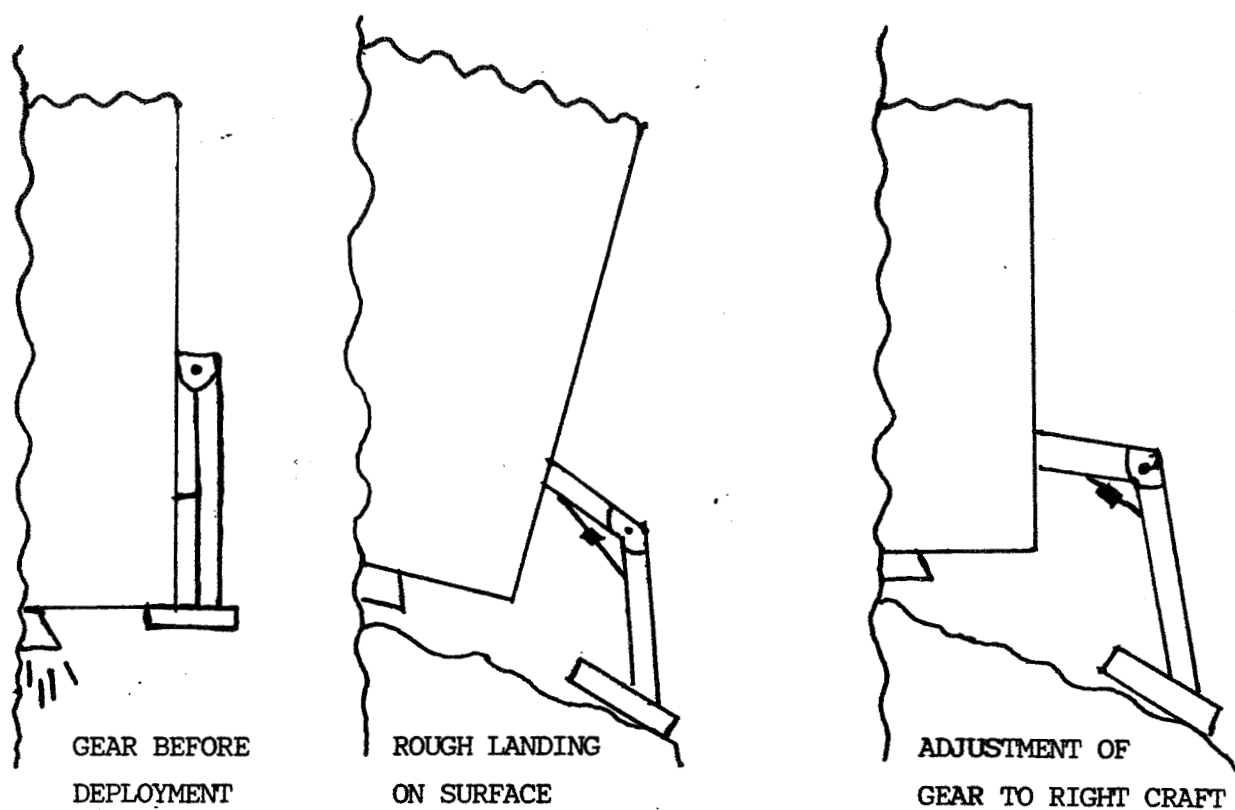 GEAR BEFORE
DEPLOYMENT
ROUGH LANDING
ON SURFACE
ADJUSTMENT OF
GEAR TO RIGHT CRAFT